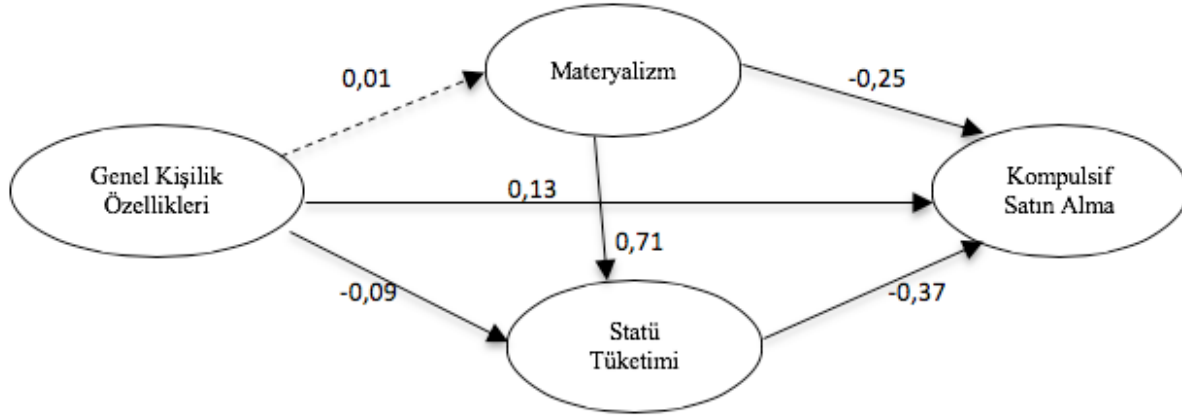 Materyalizm
0,01
-0,25
Genel Kişilik
Özellikleri
0,13
Kompulsif
Satın Alma
0,71
-0,09
-0,37
Statü
Tüketimi